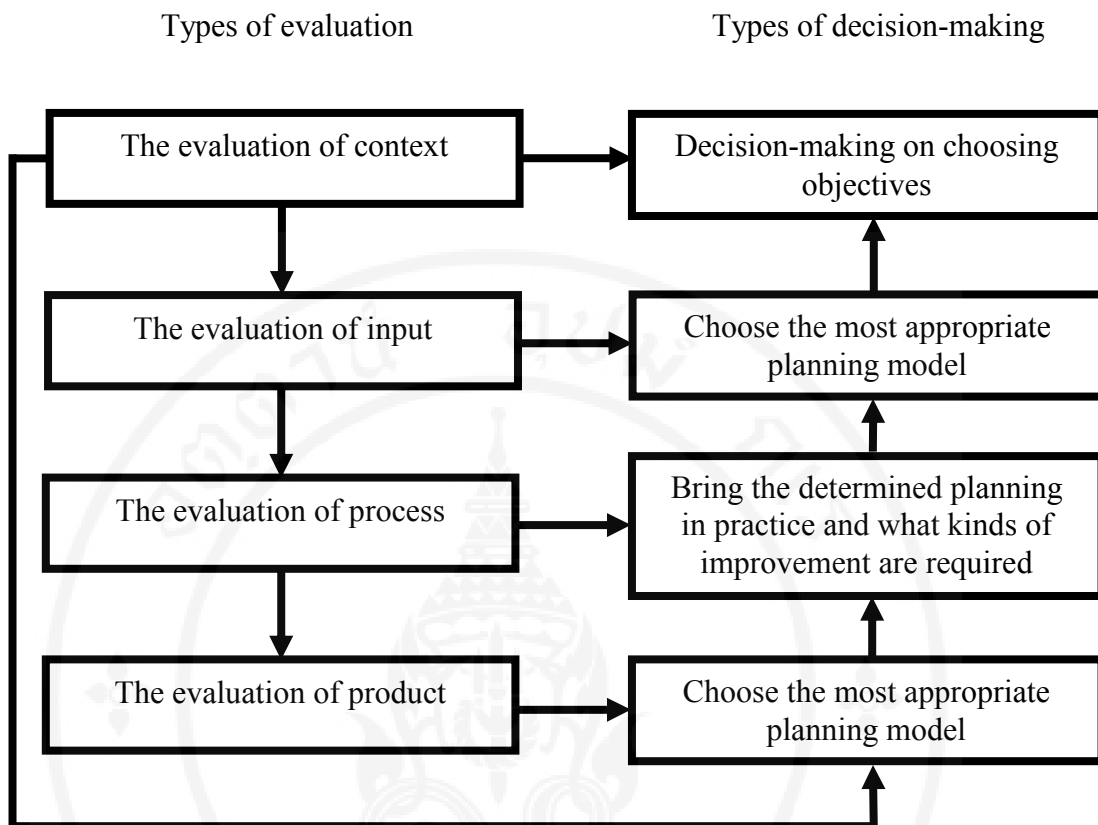 Types of evaluation
Types of decision-making
The evaluation of context
Decision-making on choosing
objectives
The evaluation of input
Choose the most appropriate
planning model
The evaluation of process
Bring the determined planning
in practice and what kinds of
improvement are required
The evaluation of product
Choose the most appropriate
planning model